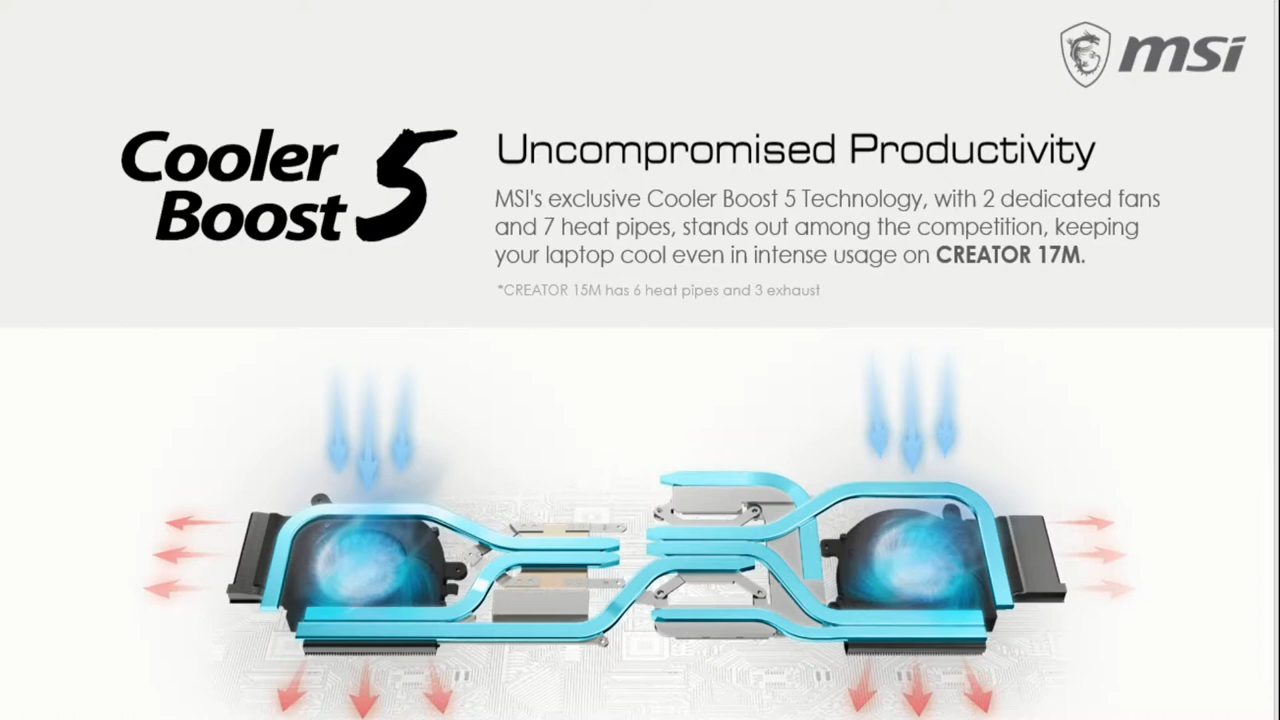 msi
Cooler
Boost 5
Uncompromised Productivity
MSI's exclusive Cooler Boost 5 Technology, with 2 dedicated fans
and 7 heat pipes, stands out among the competition, keeping
your laptop cool even in intense usage on CREATOR 17M.
*CREATOR 15M has 6 heat pipes and 3 exhaust